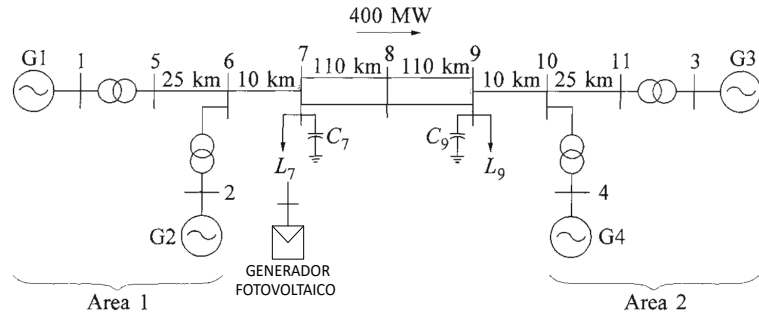 400 MW
G1 1 5 25 km 6 10 km 7 110 km 8 110 km 9 10 km 10 25 km 11 3 G3
C7 C9
L7 L9
2 4
G2 G4
GENERADOR
FOTOVOLTAICO
Area 1 Area 2